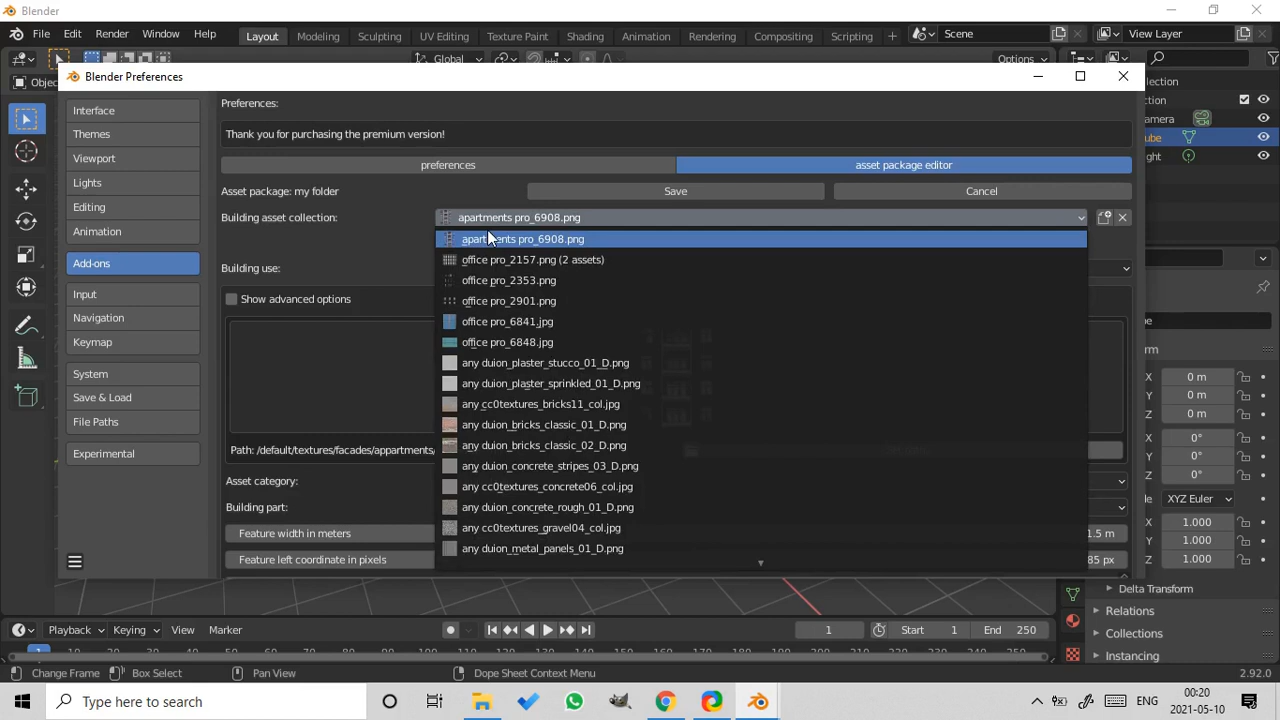 Blender
File Edit Render Window Help Layout Modeling Sculpting UV Editing Texture Paint Shading Animation Rendering Compositing Scripting + Scene View Layer
Global Options
Blender Preferences
Interface
Themes
Viewport
Lights
Editing
Animation
Add-ons
Input
Navigation
Keymap
System
Save & Load
File Paths
Experimental
Preferences:
Thank you for purchasing the premium version!
preferences asset package editor
Asset package: my folder Save Cancel
Building asset collection: apartments pro_6908.png
apartments pro_6908.png
office pro_2157.png (2 assets)
office pro_2353.png
office pro_2901.png
office pro_6841.jpg
office pro_6848.jpg
any duion_plaster_stucco_01_D.png
any duion_plaster_sprinkled_01_D.png
any cc0textures_bricks11_col.jpg
any duion_bricks_classic_01_D.png
any duion_bricks_classic_02_D.png
any duion_concrete_stripes_03_D.png
any cc0textures_concrete06_col.jpg
any duion_concrete_rough_01_D.png
any cc0textures_gravel04_col.jpg
any duion_metal_panels_01_D.png
Building use:
Show advanced options
Path: /default/textures/facades/appartments/
Asset category:
Building part:
Feature width in meters 1.5 m
Feature left coordinate in pixels 85 px
X 0 m
Y 0 m
Z 0 m
X 0°
Y 0°
Z 0°
XYZ Euler
X 1.000
Y 1.000
Z 1.000
Delta Transform
Relations
Collections
Instancing
Playback Keying View Marker 1 Start 1 End 250
Change Frame Box Select Pan View Dope Sheet Context Menu 2.92.0
Type here to search ENG 00:20
2021-05-10